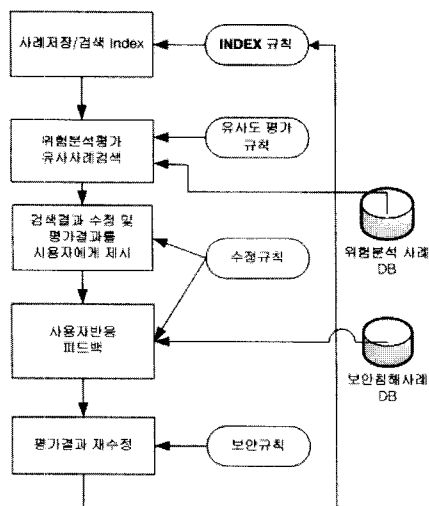 사례저장/검색 Index
INDEX 규칙
위험분석평가
유사사례검색
유사도 평가
규칙
검색결과 수정 및
평가결과를
시용자에게 제시
수정규칙
위험분석 사례
DB
사용자반응
피드백
보안침해사례
DB
평가결과 재수정
보안규칙